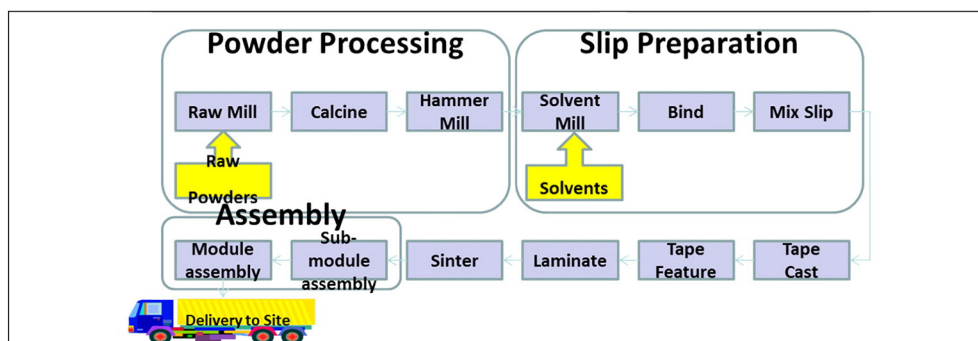 Powder Processing
Slip Preparation
Raw Mill
Calcine
Hammer
Mill
Solvent
Mill
Bind
Mix Slip
Raw
Powders
Solvents
Assembly
Module
assembly
Sub-
module
assembly
Sinter
Laminate
Tape
Feature
Tape
Cast
Delivery to Site